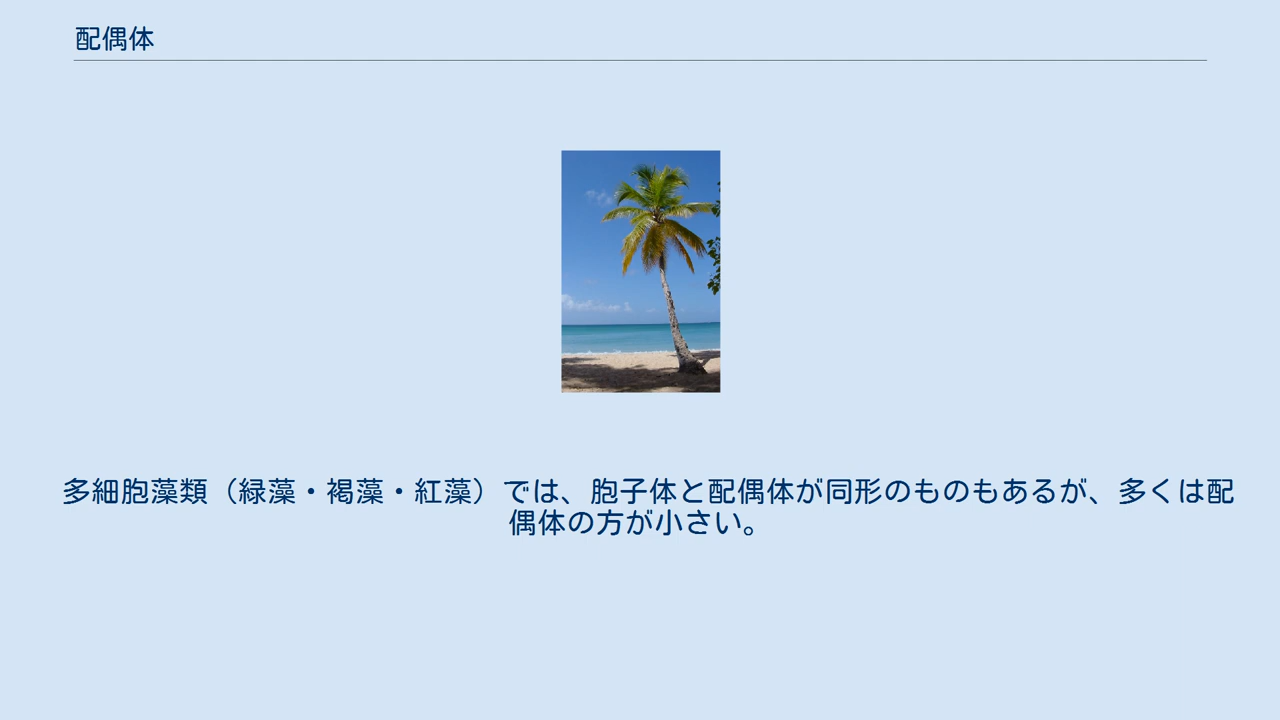 配偶体
多細胞藻類（緑藻・褐藻・紅藻）では、胞子体と配偶体が同形のものもあるが、多くは配
偶体の方が小さい。